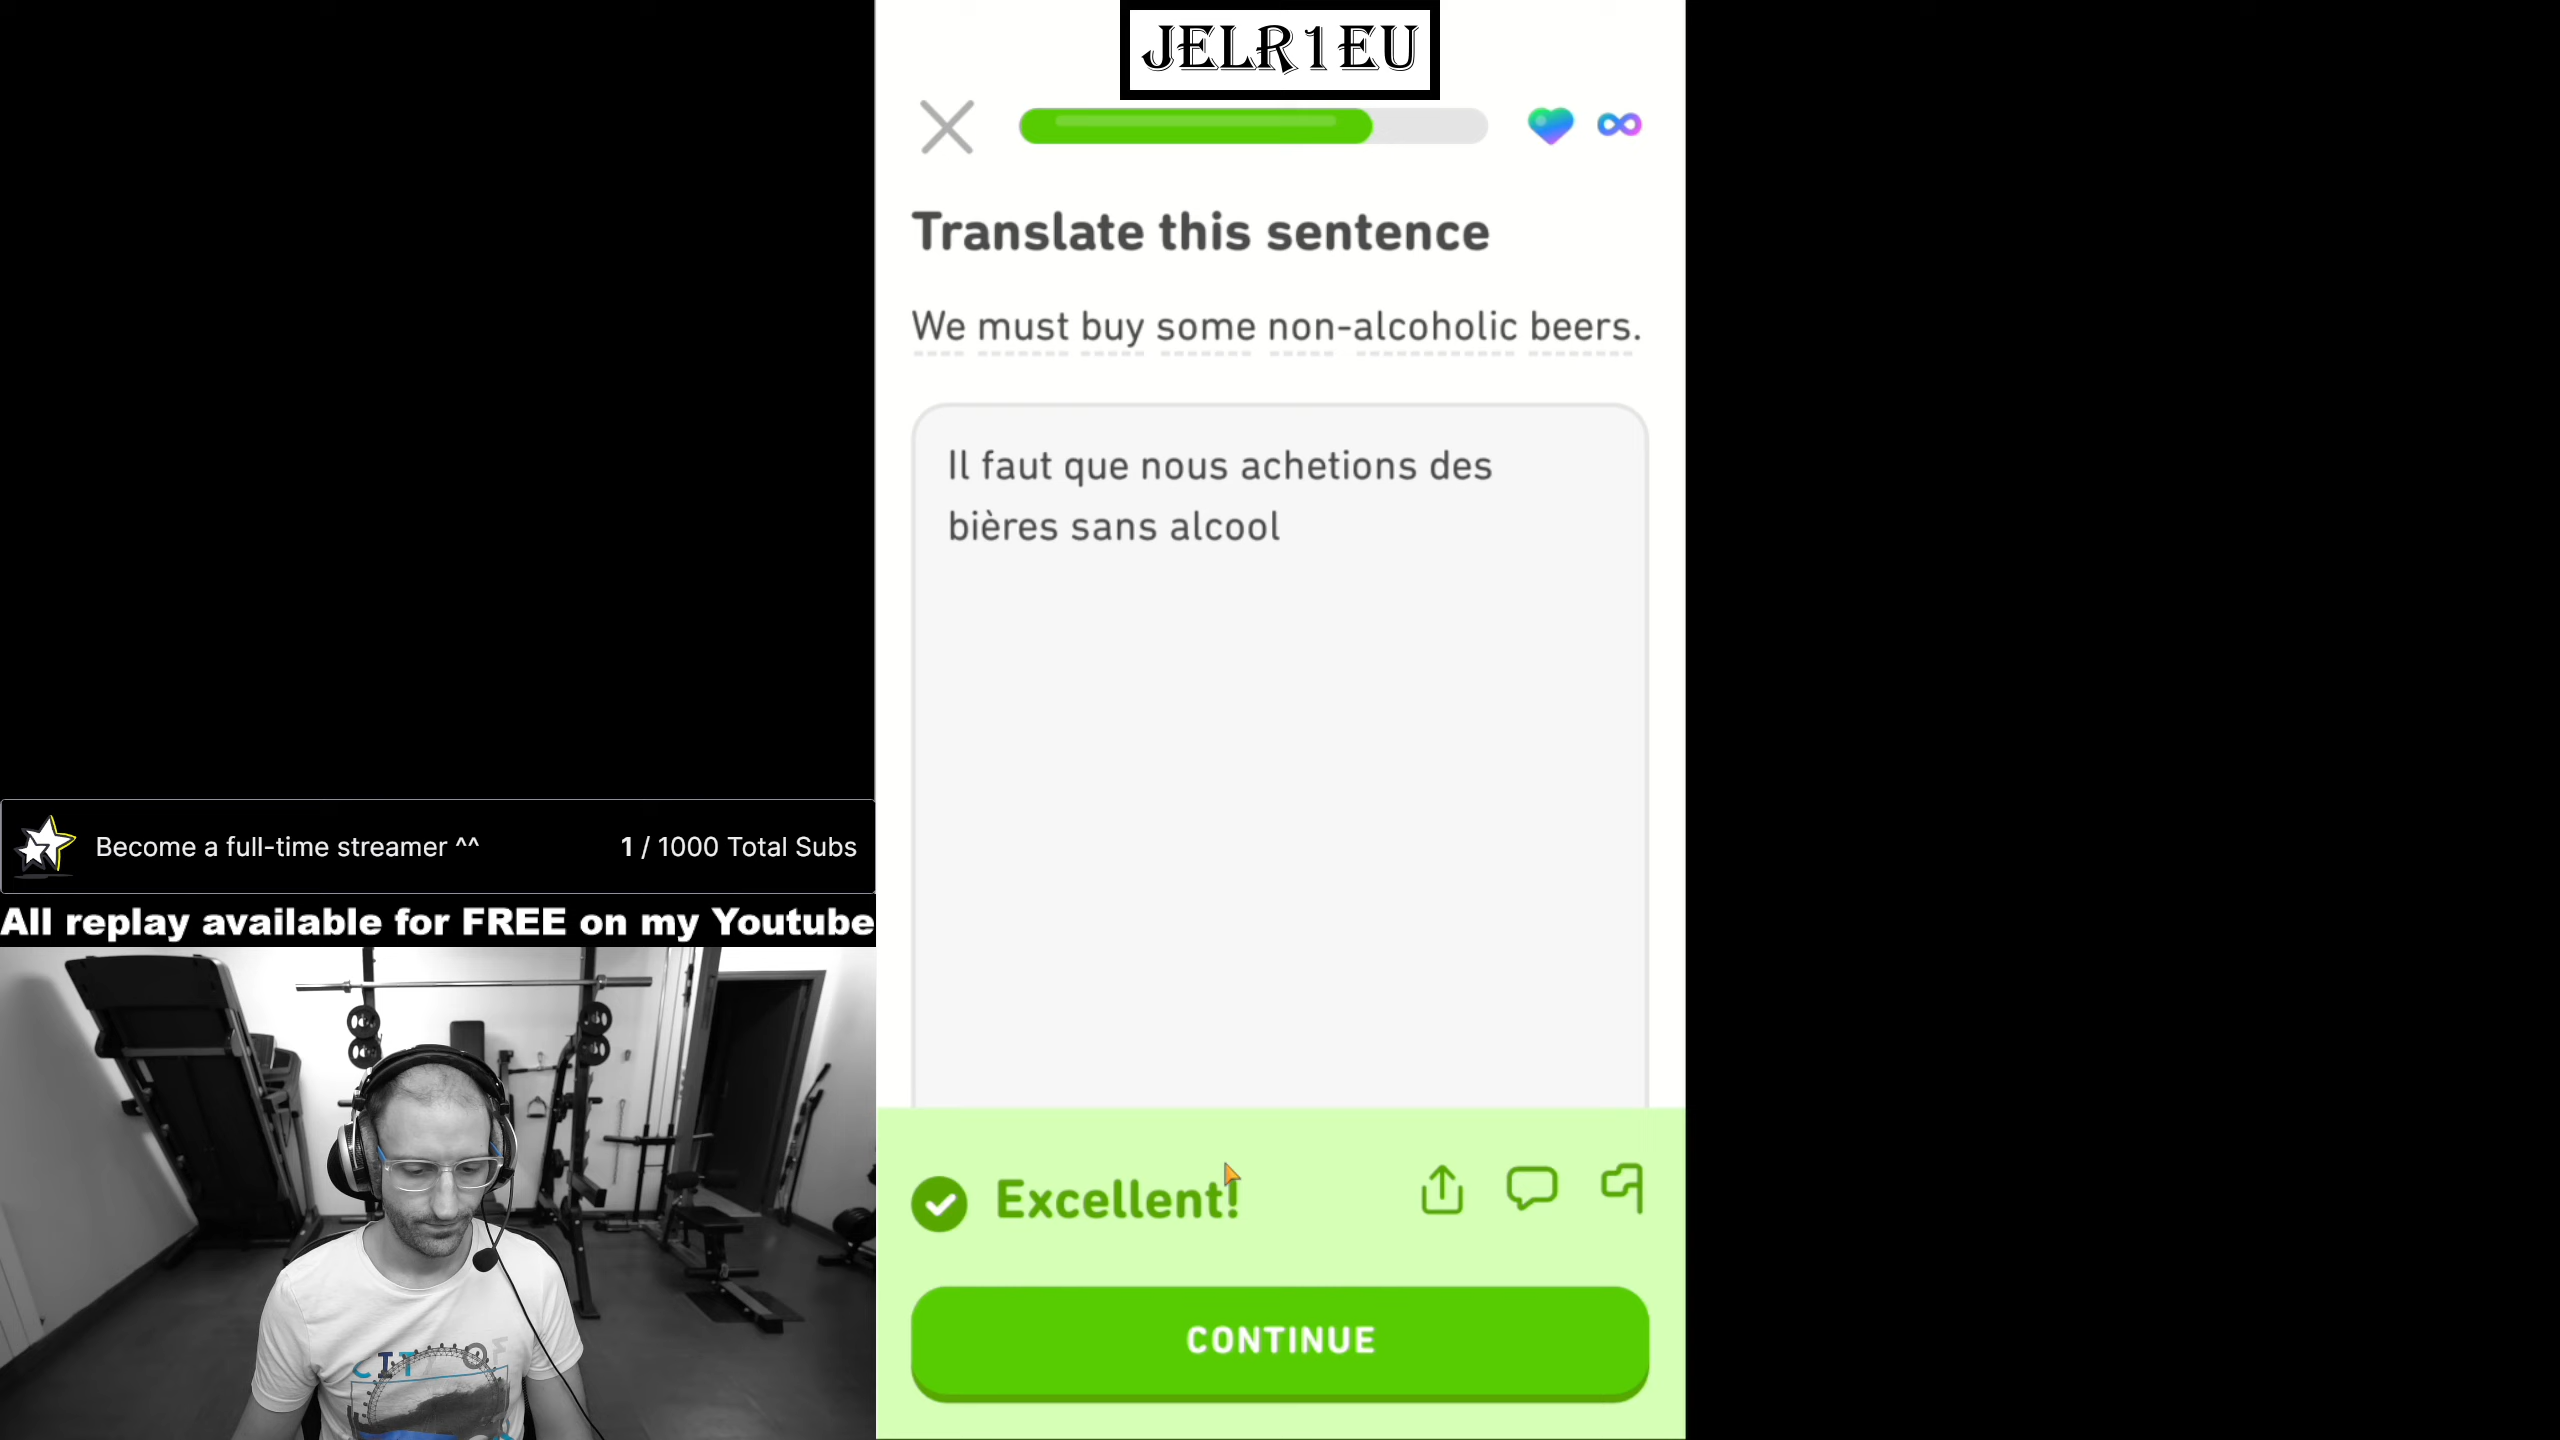 JELR1EU
Translate this sentence
We must buy some non-alcoholic beers.
Il faut que nous achetions des
bières sans alcool
Become a full-time streamer ^^ 1 / 1000 Total Subs
All replay available for FREE on my Youtube
CIT
Excellent!
CONTINUE